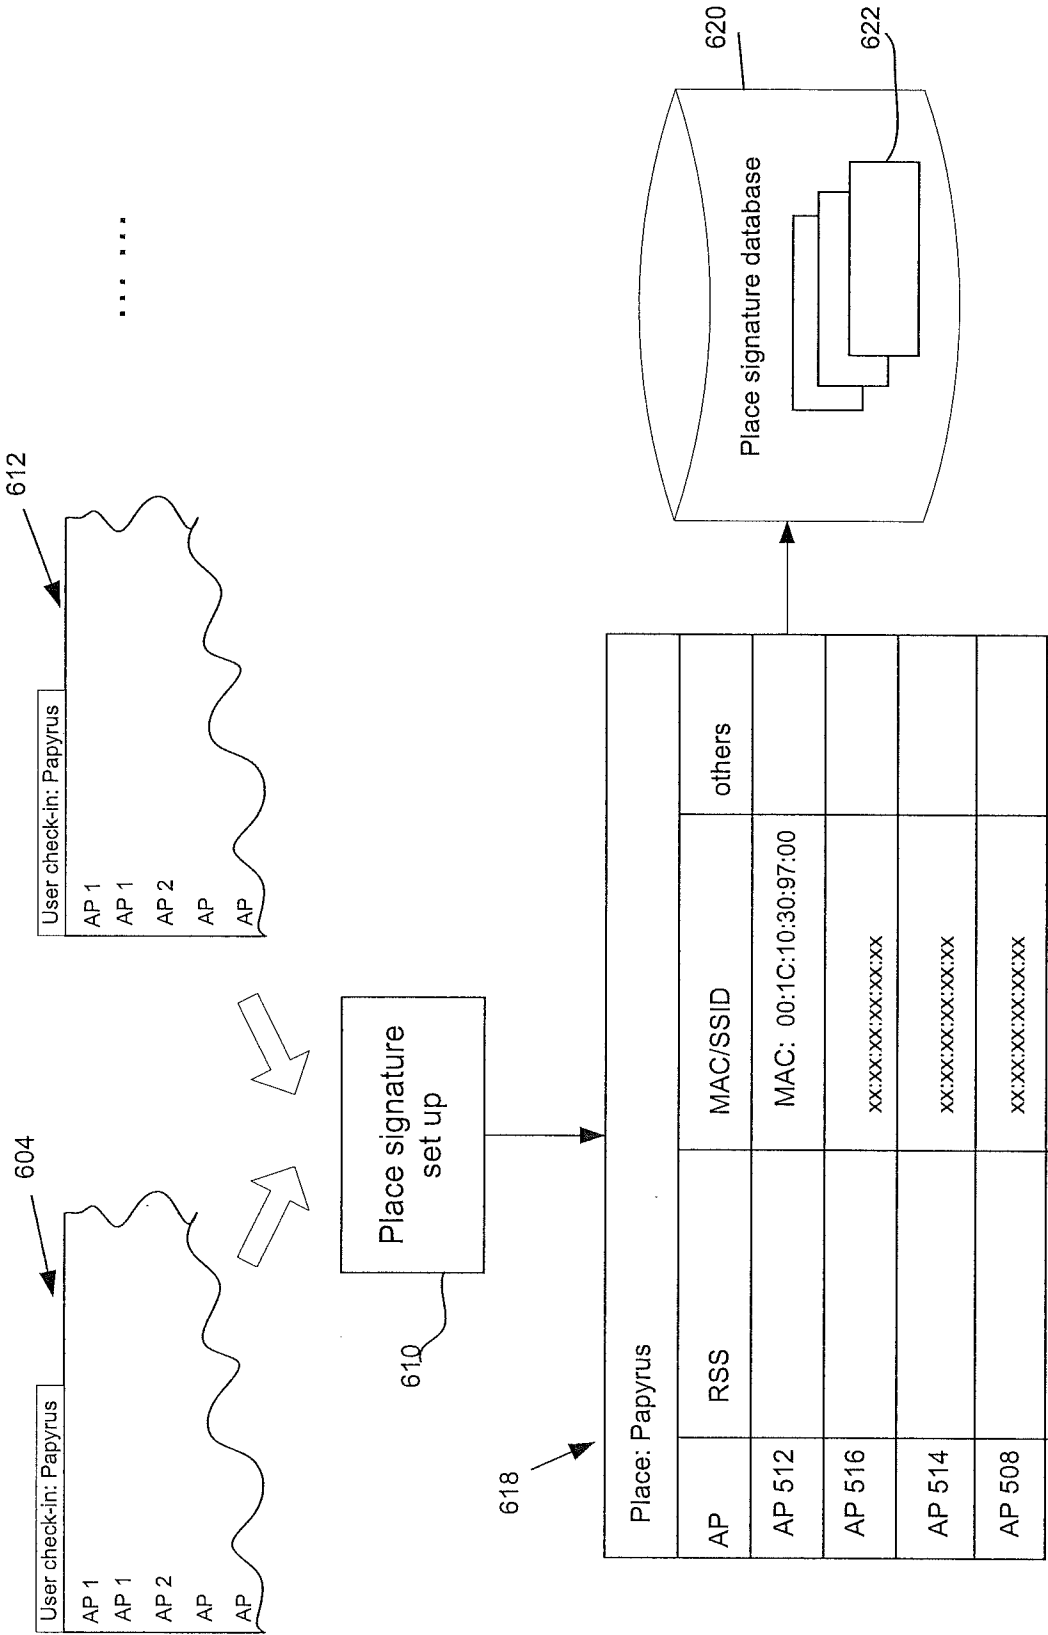 604
User check-in: Papyrus
AP 1
AP 1
AP 2
AP
AP
612
User check-in: Papyrus
AP 1
AP 1
AP 2
AP
AP
... ...
610
Place signature
set up
618
Place: Papyrus
AP RSS MAC/SSID others
AP 512 MAC: 00:1C:10:30:97:00
AP 516 xx:xx:xx:xx:xx:xx
AP 514 xx:xx:xx:xx:xx:xx
AP 508 xx:xx:xx:xx:xx:xx
620
Place signature database
622